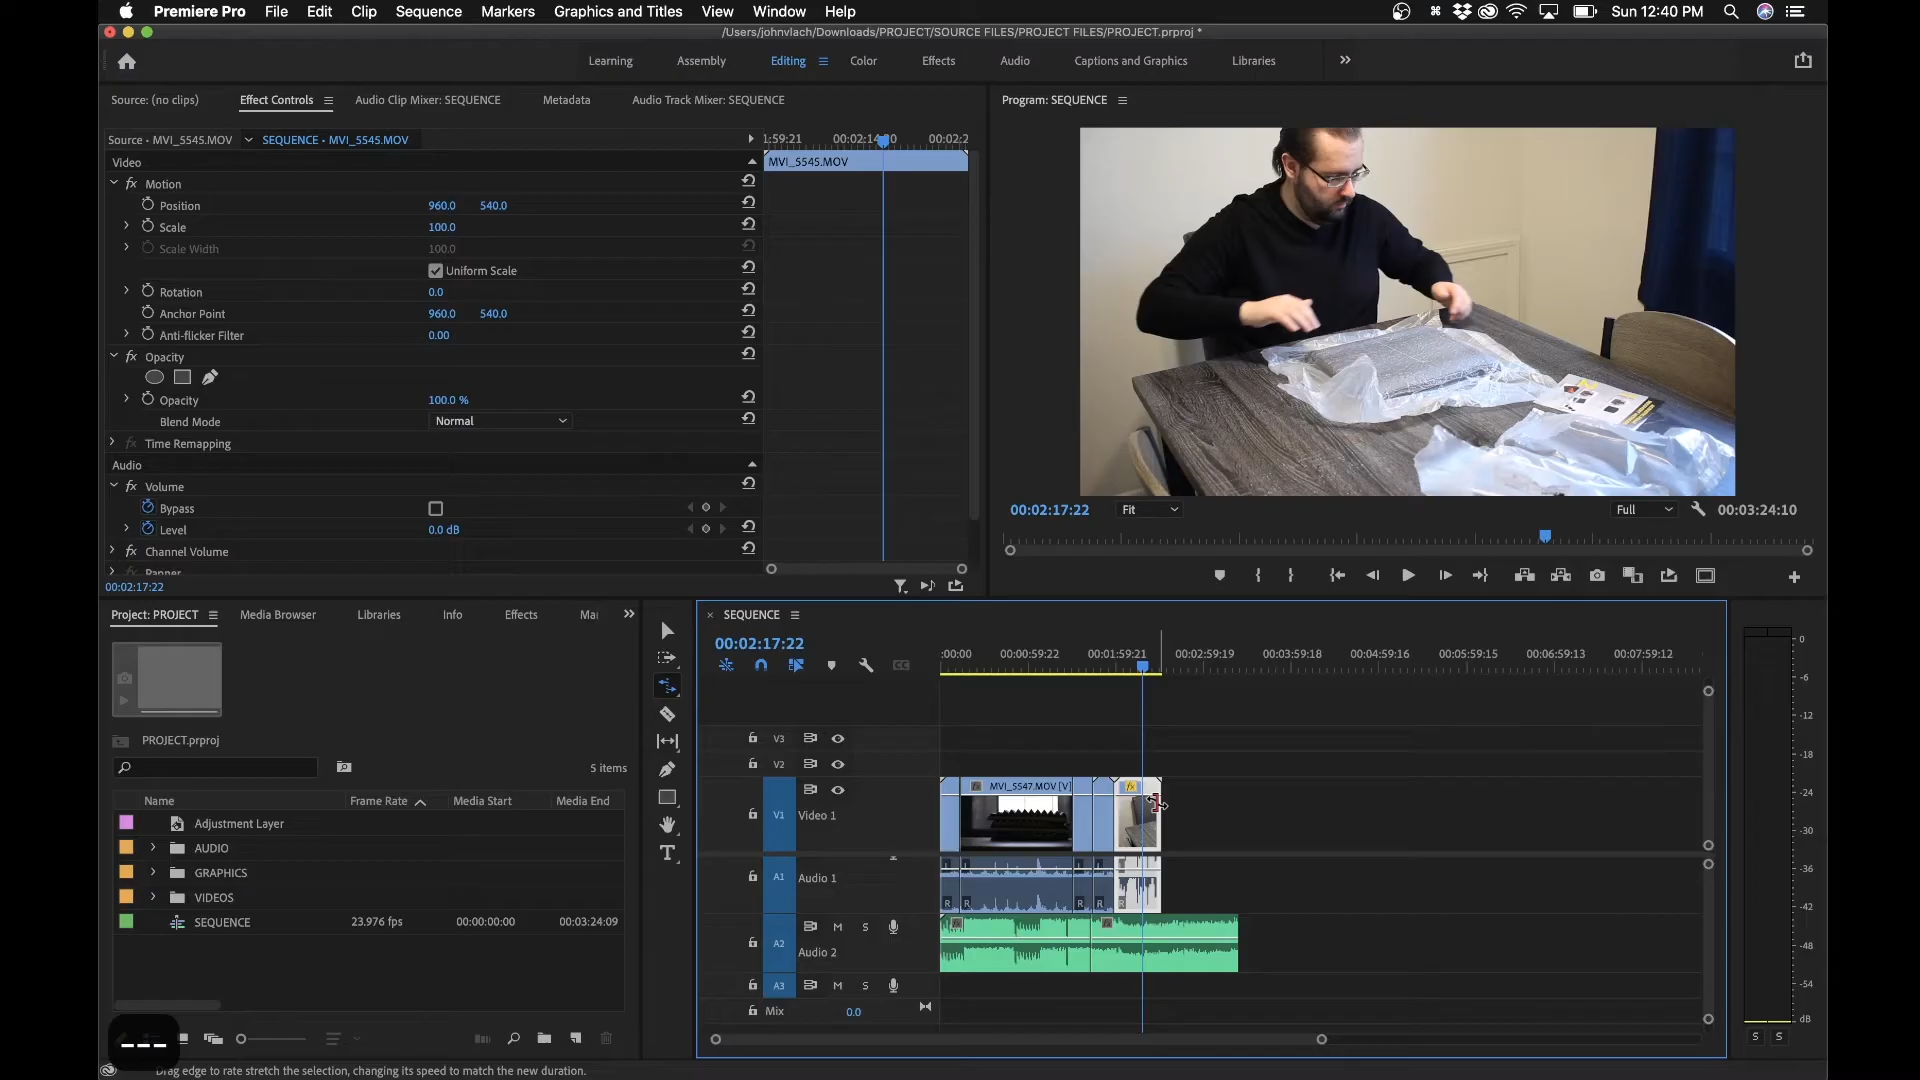 Premiere Pro File Edit Clip Sequence Markers Graphics and Titles View Window Help Sun 12:40 PM
/Users/johnvlach/Downloads/PROJECT/SOURCE FILES/PROJECT FILES/PROJECT.prproj *
Learning Assembly Editing Color Effects Audio Captions and Graphics Libraries
Source: (no clips) Effect Controls Audio Clip Mixer: SEQUENCE Metadata Audio Track Mixer: SEQUENCE
Source • MVI_5545.MOV SEQUENCE • MVI_5545.MOV
Video
fx Motion
Position 960.0 540.0
Scale 100.0
Scale Width 100.0
Uniform Scale
Rotation 0.0
Anchor Point 960.0 540.0
Anti-flicker Filter 0.00
fx Opacity
Opacity 100.0 %
Blend Mode Normal
fx Time Remapping
Audio
fx Volume
Bypass
Level 0.0 dB
fx Channel Volume
fx Panner
00:02:17:22
1:59:21 00:02:2
MVI_5545.MOV
Program: SEQUENCE
00:02:17:22 Fit Full 00:03:24:10
Project: PROJECT Media Browser Libraries Info Effects Ma
PROJECT.prproj
5 items
Name Frame Rate Media Start Media End
Adjustment Layer
AUDIO
GRAPHICS
VIDEOS
SEQUENCE 23.976 fps 00:00:00:00 00:03:24:09
× SEQUENCE
00:02:17:22
:00:00 00:00:59:22 00:01:59:21 00:02:59:19 00:03:59:18 00:04:59:16 00:05:59:15 00:06:59:13 00:07:59:12
CC
V3
V2
fx MVI_5547.MOV [V] fx
V1 Video 1
L L L L
A1 Audio 1
R R R R R
fx fx
M S
A2
Audio 2
A3 M S
Mix 0.0
0
-6
-12
-18
-24
-30
-36
-42
-48
-54
dB
S S
Drag edge to rate stretch the selection, changing its speed to match the new duration.